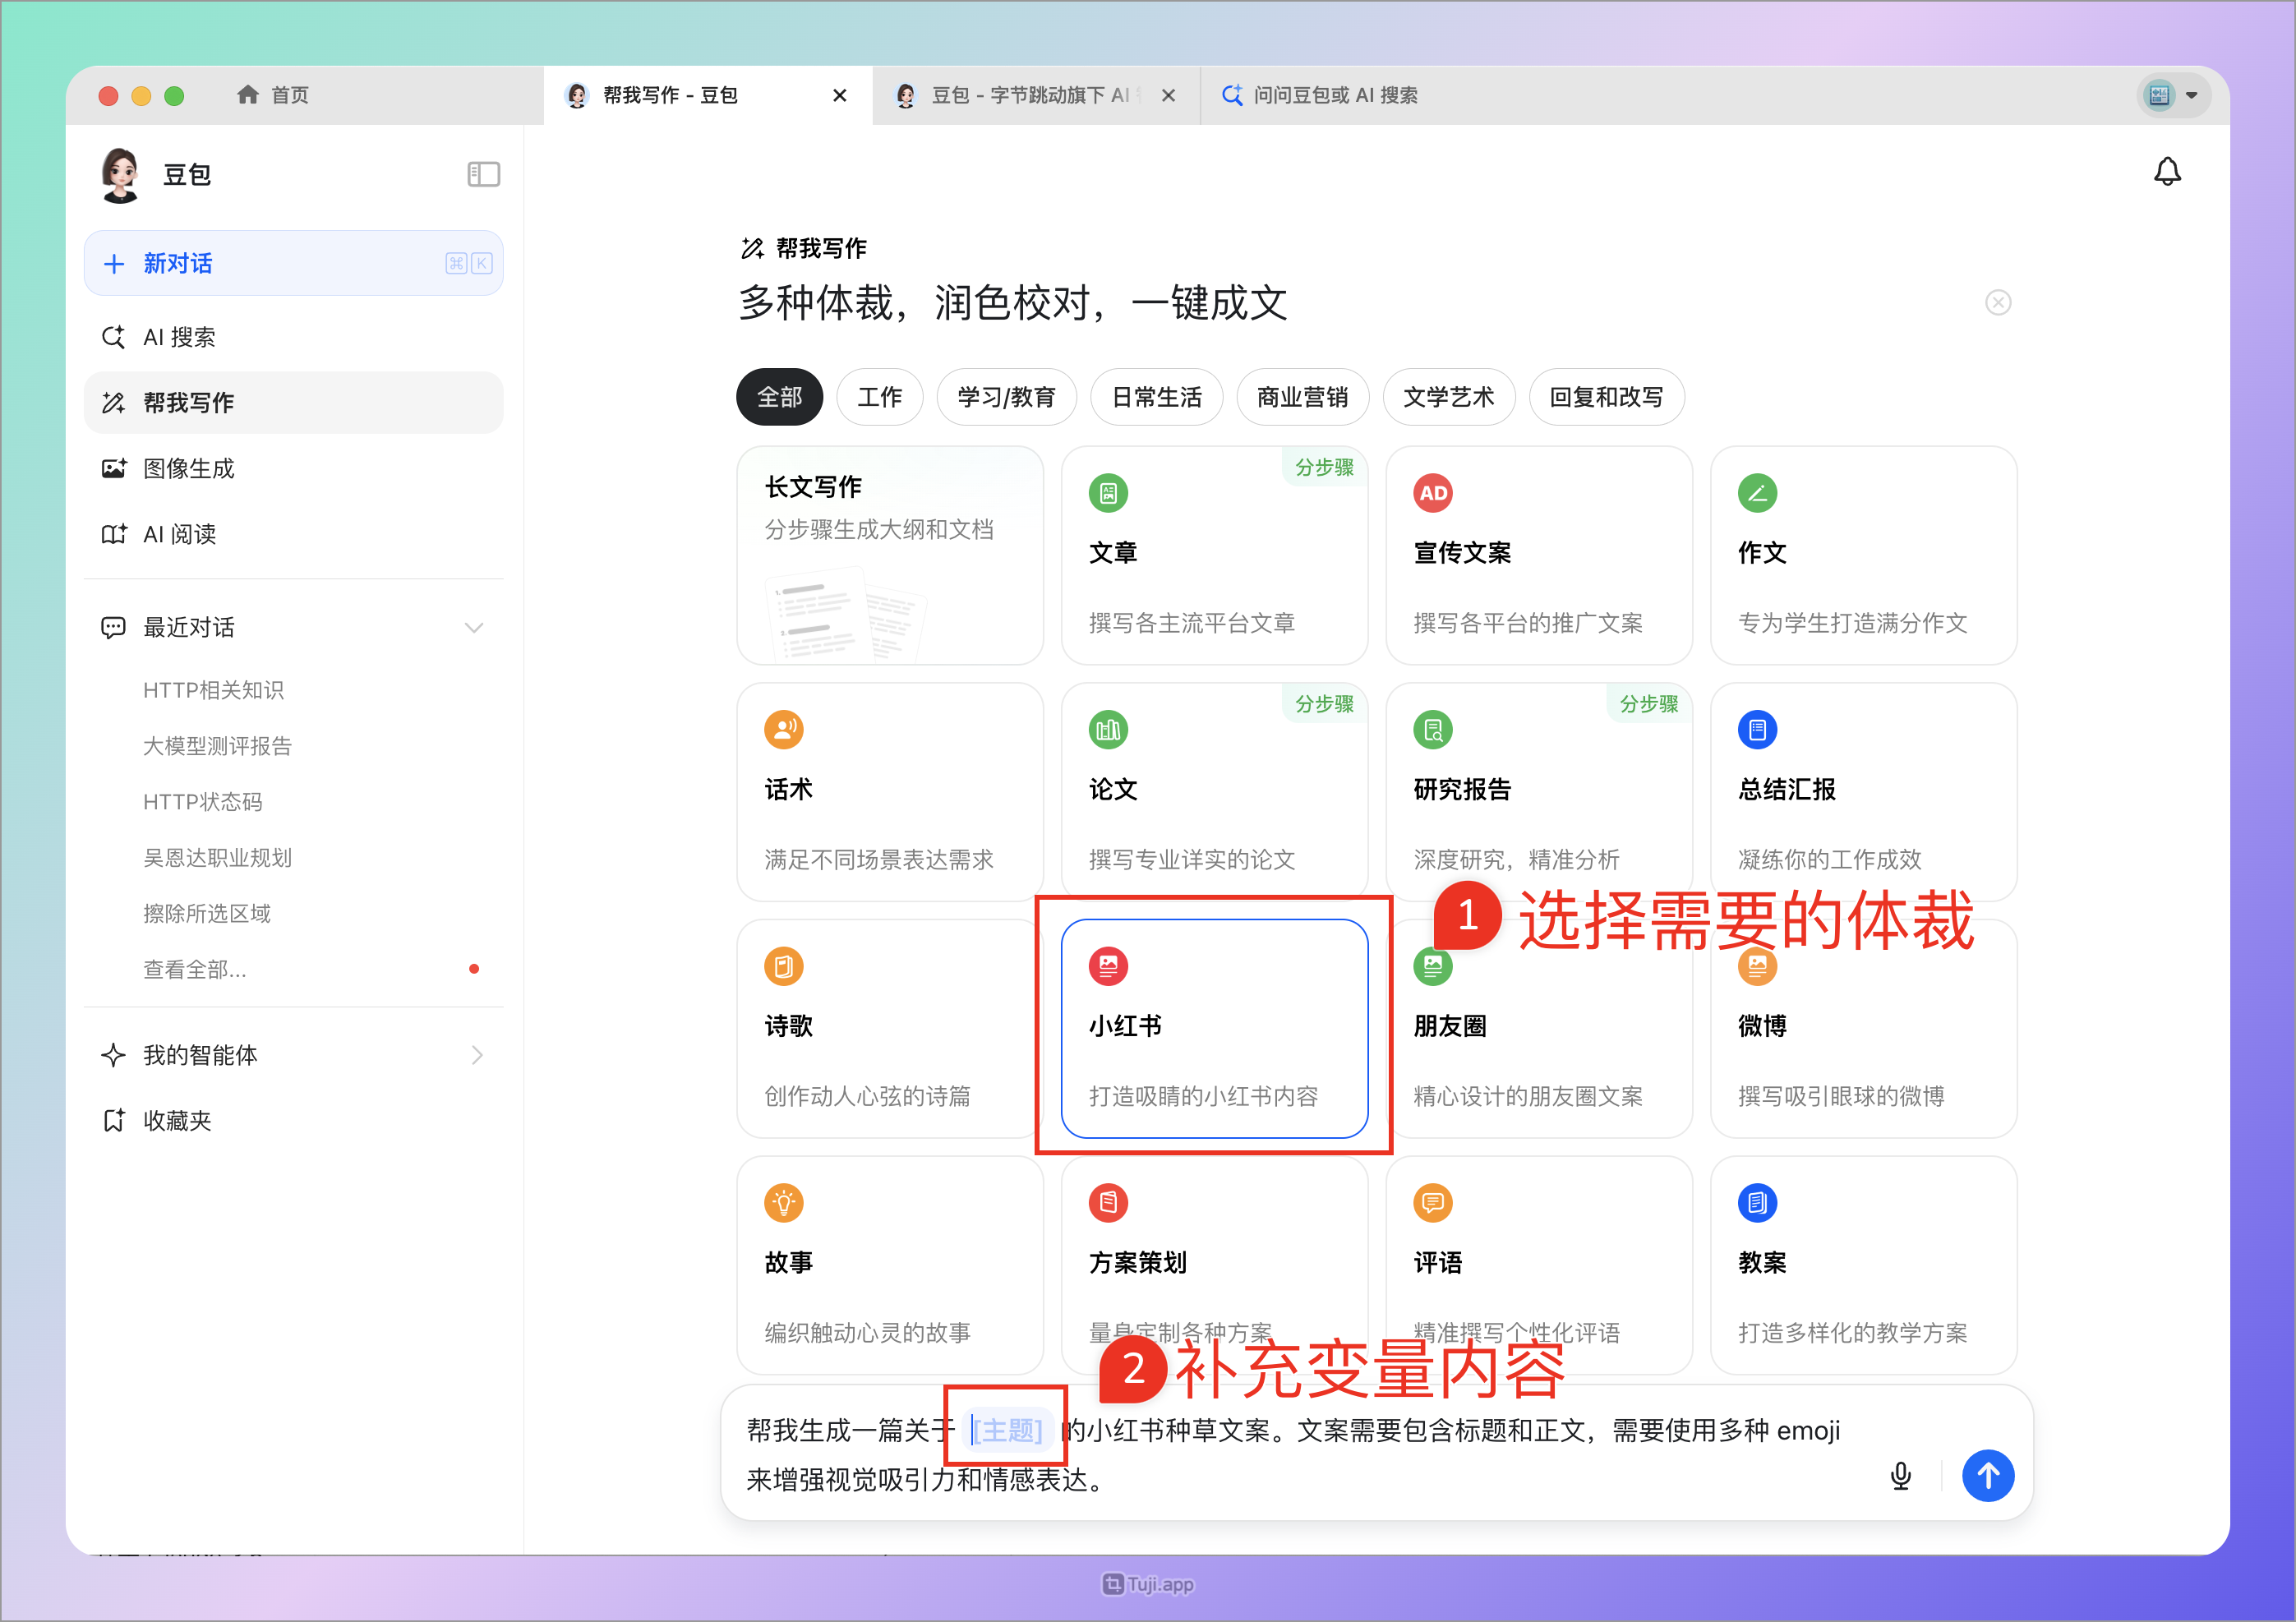 首页
帮我写作 - 豆包
豆包 - 字节跳动旗下 AI
问问豆包或 AI 搜索
豆包
新对话
⌘ K
AI 搜索
帮我写作
图像生成
AI 阅读
最近对话
HTTP相关知识
大模型测评报告
HTTP状态码
吴恩达职业规划
擦除所选区域
查看全部...
我的智能体
收藏夹
帮我写作
多种体裁，润色校对，一键成文
全部
工作
学习/教育
日常生活
商业营销
文学艺术
回复和改写
长文写作
分步骤生成大纲和文档
1.
2.
分步骤
文章
撰写各主流平台文章
AD
宣传文案
撰写各平台的推广文案
作文
专为学生打造满分作文
话术
满足不同场景表达需求
分步骤
论文
撰写专业详实的论文
分步骤
研究报告
深度研究，精准分析
总结汇报
凝练你的工作成效
1 选择需要的体裁
诗歌
创作动人心弦的诗篇
小红书
打造吸睛的小红书内容
朋友圈
精心设计的朋友圈文案
微博
撰写吸引眼球的微博
故事
编织触动心灵的故事
方案策划
量身定制各种方案
评语
精准撰写个性化评语
教案
打造多样化的教学方案
2 补充变量内容
帮我生成一篇关于 [主题] 的小红书种草文案。文案需要包含标题和正文，需要使用多种 emoji
来增强视觉吸引力和情感表达。
Tuji.app